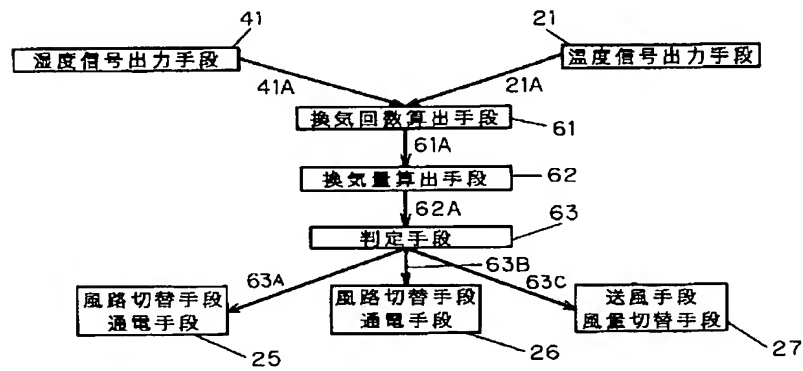 41
21
湿度信号出力手段
温度信号出力手段
41A
21A
換気回数算出手段
61
61A
換気量算出手段
62
62A
63
判定手段
63A
63B
63C
風路切替手段
通電手段
風路切替手段
通電手段
送風手段
風量切替手段
25
26
27